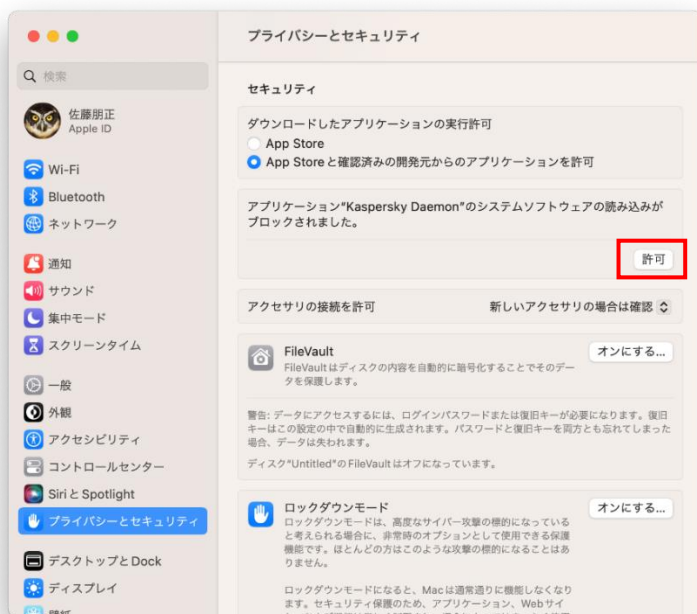 プライバシーとセキュリティ
検索
佐藤朋正
Apple ID
Wi-Fi
Bluetooth
ネットワーク
通知
サウンド
集中モード
スクリーンタイム
一般
外観
アクセシビリティ
コントロールセンター
Siri と Spotlight
プライバシーとセキュリティ
デスクトップと Dock
ディスプレイ
壁紙
セキュリティ
ダウンロードしたアプリケーションの実行許可
App Store
App Store と確認済みの開発元からのアプリケーションを許可
アプリケーション“Kaspersky Daemon”のシステムソフトウェアの読み込みが
ブロックされました。
許可
アクセサリの接続を許可
新しいアクセサリの場合は確認
FileVault
オンにする...
FileVault はディスクの内容を自動的に暗号化することでそのデー
タを保護します。
警告: データにアクセスするには、ログインパスワードまたは復旧キーが必要になります。復旧
キーはこの設定の中で自動的に生成されます。パスワードと復旧キーを両方とも忘れてしまった
場合、データは失われます。
ディスク“Untitled”の FileVault はオフになっています。
ロックダウンモード
オンにする...
ロックダウンモードは、高度なサイバー攻撃の標的になっている
と考えられる場合に、非常時のオプションとして使用できる保護
機能です。ほとんどの方はこのような攻撃の標的になることはあ
りません。
ロックダウンモードになると、Mac は通常通りに機能しなくなり
ます。セキュリティ保護のため、アプリケーション、Web サイ